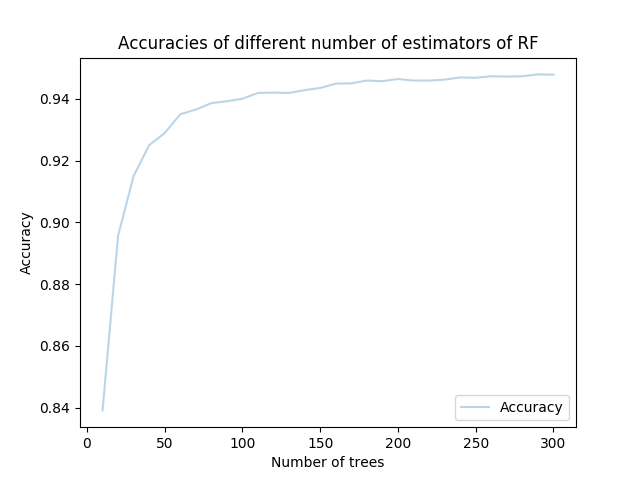 Accuracies of different number of estimators of RF
Accuracy
0.94
0.92
0.90
0.88
0.86
0.84
Accuracy
0 50 100 150 200 250 300
Number of trees